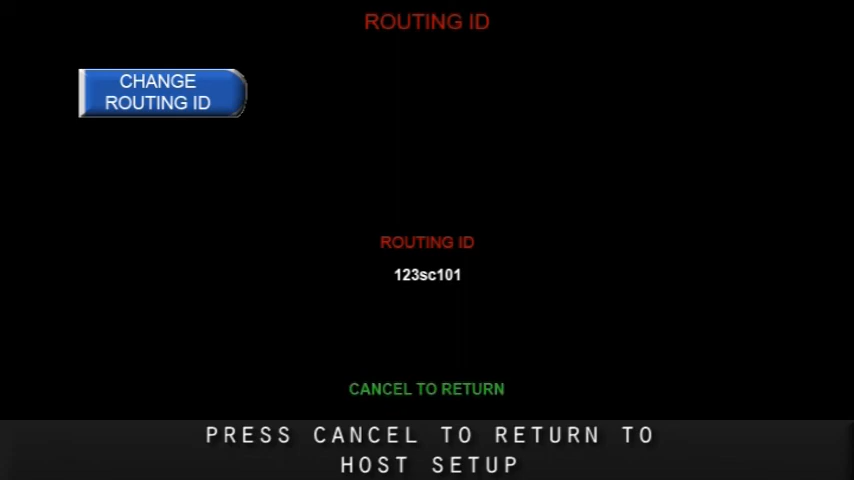 ROUTING ID
CHANGE
ROUTING ID
ROUTING ID
123sc101
CANCEL TO RETURN
PRESS CANCEL TO RETURN TO
HOST SETUP